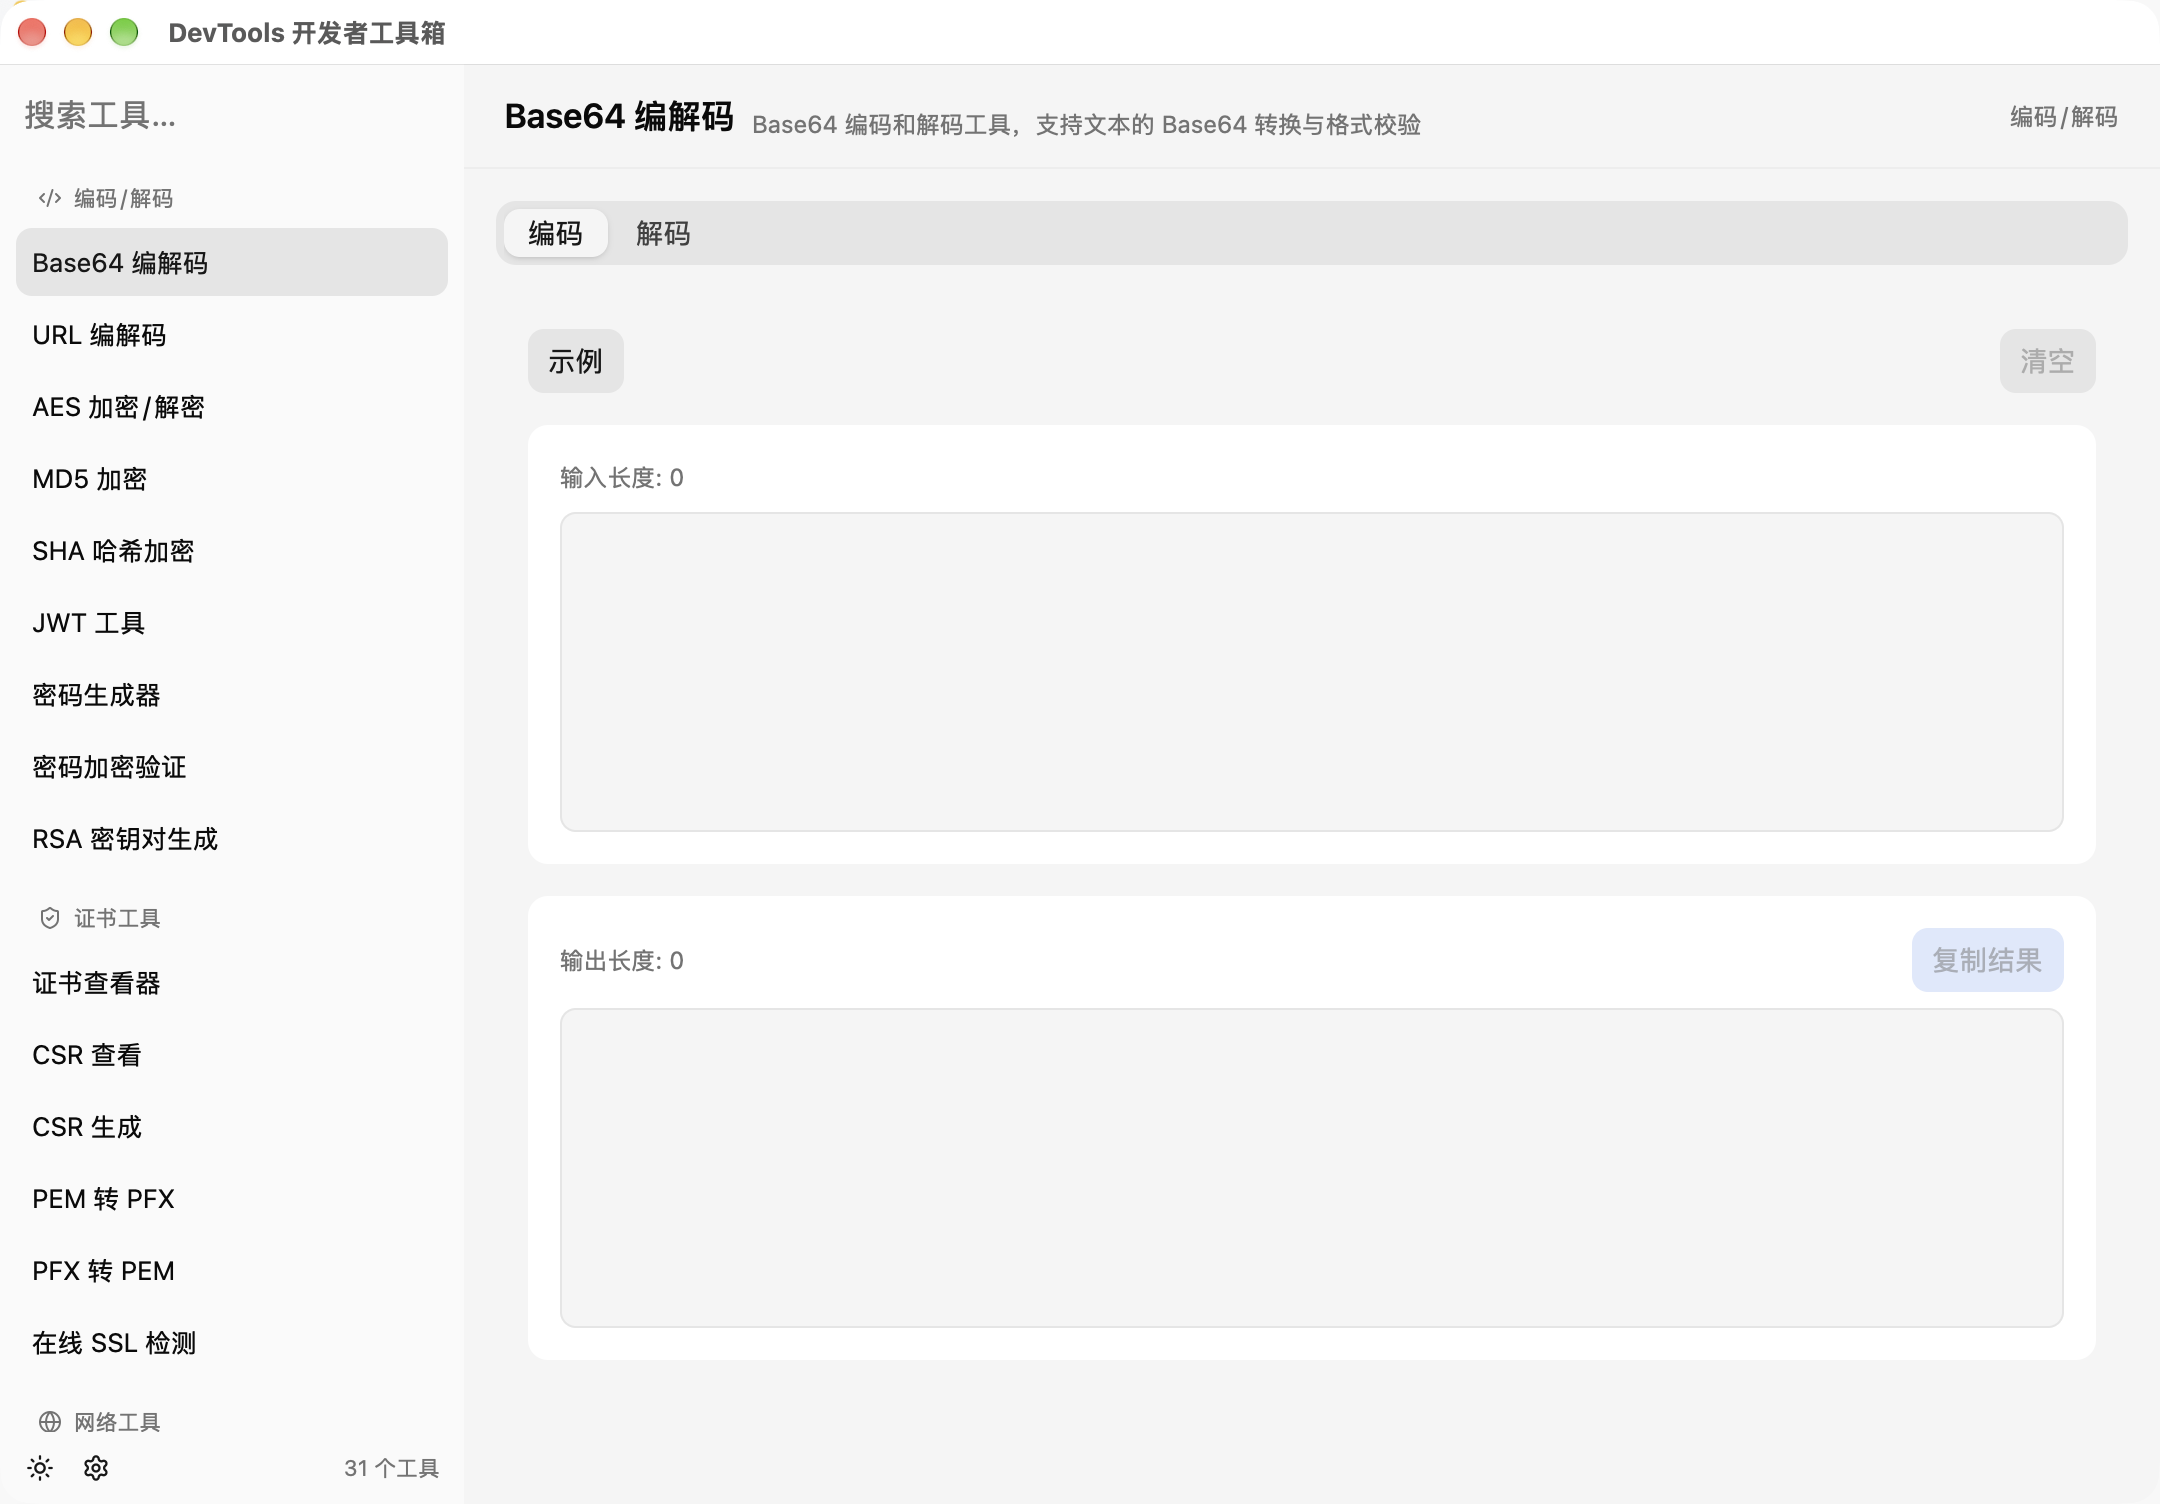 DevTools 开发者工具箱
搜索工具...
编码/解码
Base64 编解码
URL 编解码
AES 加密/解密
MD5 加密
SHA 哈希加密
JWT 工具
密码生成器
密码加密验证
RSA 密钥对生成
证书工具
证书查看器
CSR 查看
CSR 生成
PEM 转 PFX
PFX 转 PEM
在线 SSL 检测
网络工具
31 个工具
Base64 编解码 Base64 编码和解码工具，支持文本的 Base64 转换与格式校验
编码/解码
编码 解码
示例 清空
输入长度: 0
输出长度: 0 复制结果